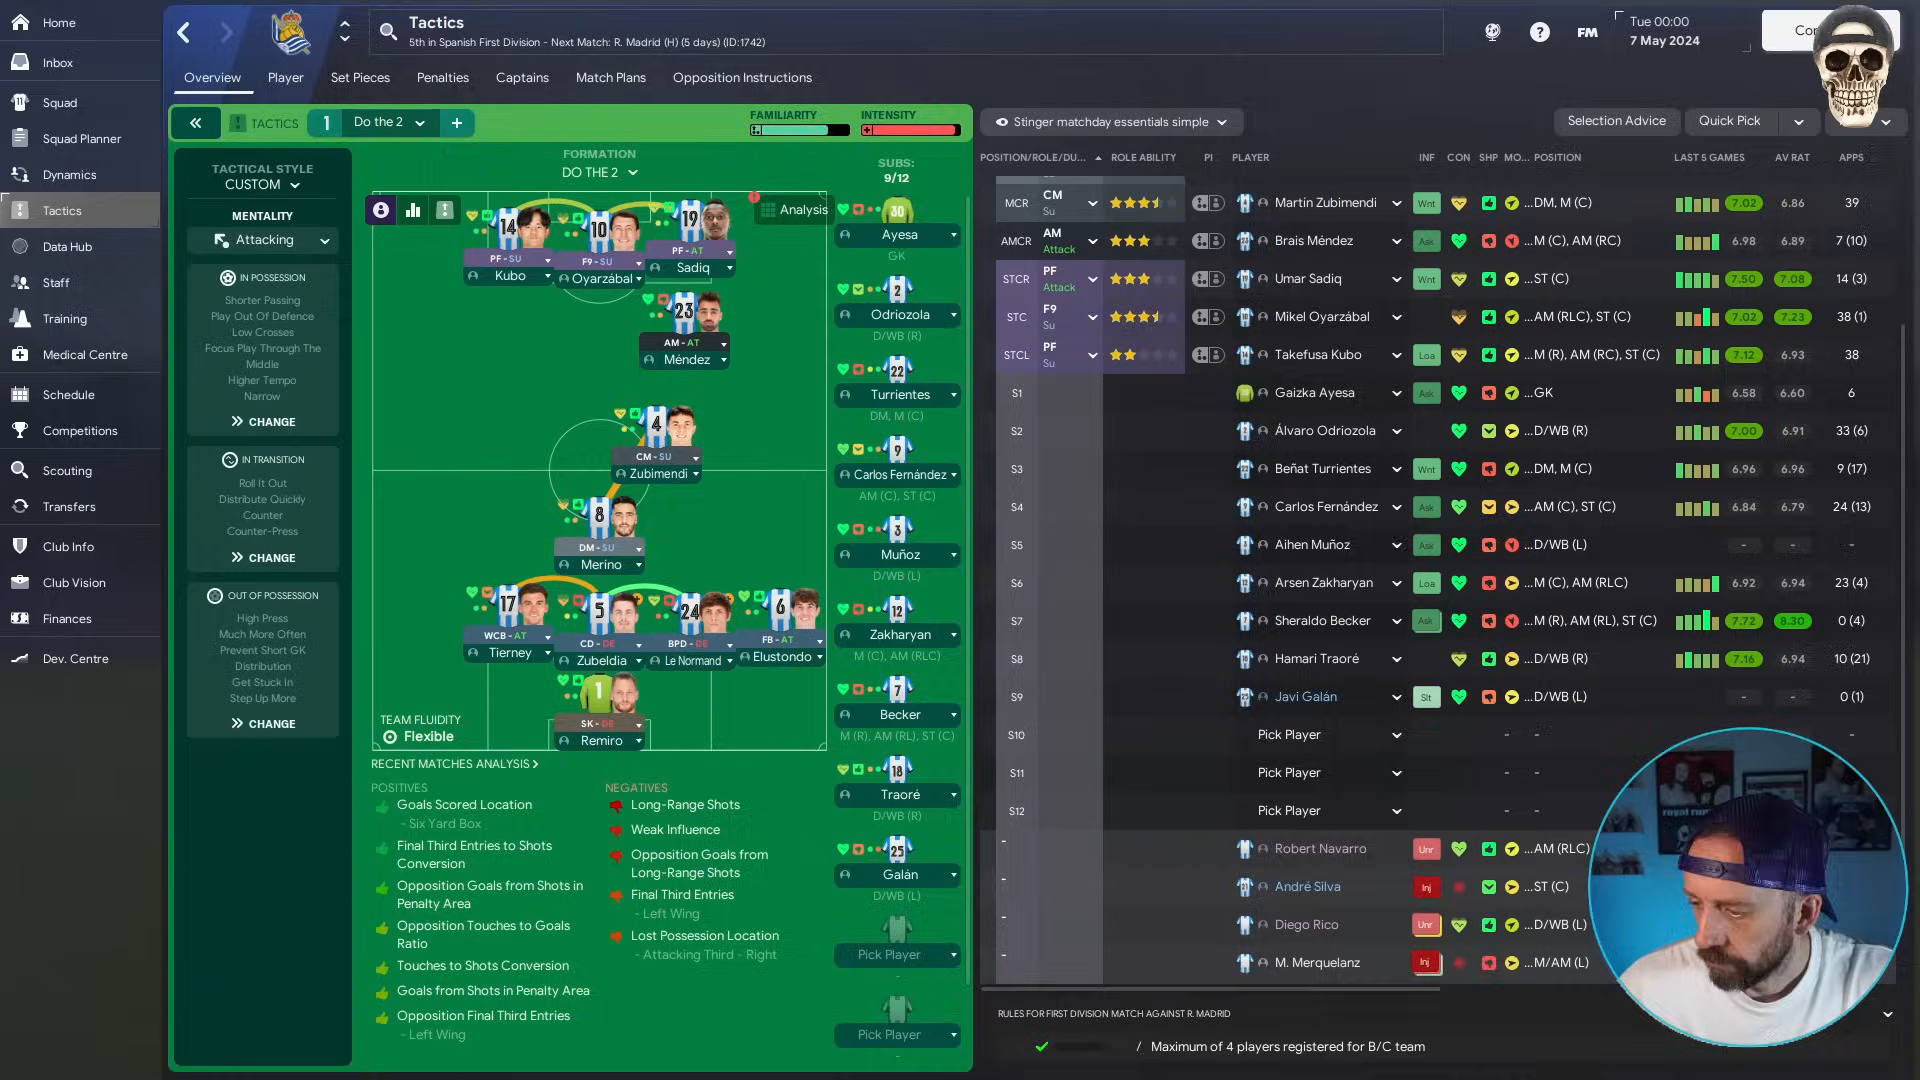 Home
Inbox
Squad
Squad Planner
Dynamics
Tactics
Data Hub
Staff
Training
Medical Centre
Schedule
Competitions
Scouting
Transfers
Club Info
Club Vision
Finances
Dev. Centre
Tactics
5th in Spanish First Division - Next Match: R. Madrid (H) (5 days) (ID:1742)
FM
Tue 00:00
7 May 2024
Overview Player Set Pieces Penalties Captains Match Plans Opposition Instructions
TACTICS 1 Do the 2 +
FAMILIARITY INTENSITY
TACTICAL STYLE
CUSTOM
MENTALITY
Attacking
IN POSSESSION
Shorter Passing
Play Out Of Defence
Low Crosses
Focus Play Through The
Middle
Higher Tempo
Narrow
CHANGE
IN TRANSITION
Roll It Out
Distribute Quickly
Counter
Counter-Press
CHANGE
OUT OF POSSESSION
High Press
Much More Often
Prevent Short GK
Distribution
Get Stuck In
Step Up More
CHANGE
FORMATION
DO THE 2
Analysis
14 10 19
PF - SU F9 - SU PF - AT
Kubo Oyarzábal Sadiq
23
AM - AT
Méndez
4
CM - SU
Zubimendi
8
DM - SU
Merino
17 5 24 6
WCB - AT CD - DE BPD - DE FB - AT
Tierney Zubeldia Le Normand Elustondo
1
SK - DE
Remiro
TEAM FLUIDITY
Flexible
RECENT MATCHES ANALYSIS >
POSITIVES
Goals Scored Location
- Six Yard Box
Final Third Entries to Shots
Conversion
Opposition Goals from Shots in
Penalty Area
Opposition Touches to Goals
Ratio
Touches to Shots Conversion
Goals from Shots in Penalty Area
Opposition Final Third Entries
- Left Wing
NEGATIVES
Long-Range Shots
Weak Influence
Opposition Goals from
Long-Range Shots
Final Third Entries
- Left Wing
Lost Possession Location
- Attacking Third - Right
SUBS:
9/12
30
Ayesa
GK
2
Odriozola
D/WB (R)
22
Turrientes
DM, M (C)
9
Carlos Fernández
AM (C), ST (C)
3
Muñoz
D/WB (L)
12
Zakharyan
M (C), AM (RLC)
7
Becker
M (R), AM (RL), ST (C)
18
Traoré
D/WB (R)
25
Galán
D/WB (L)
Pick Player
-
Pick Player
-
Stinger matchday essentials simple
Selection Advice Quick Pick
POSITION/ROLE/DU... ROLE ABILITY PI PLAYER INF CON SHP MO... POSITION LAST 5 GAMES AV RAT APPS
MCR CM Su Martín Zubimendi Wnt ...DM, M (C) 7.02 6.86 39
AMCR AM Attack Brais Méndez Ask ...M (C), AM (RC) 6.98 6.89 7 (10)
STCR PF Attack Umar Sadiq Wnt ...ST (C) 7.50 7.08 14 (3)
STC F9 Su Mikel Oyarzábal ...AM (RLC), ST (C) 7.02 7.23 38 (1)
STCL PF Su Takefusa Kubo Loa ...M (R), AM (RC), ST (C) 7.12 6.93 38
S1 Gaizka Ayesa Ask ...GK 6.58 6.60 6
S2 Álvaro Odriozola ...D/WB (R) 7.00 6.91 33 (6)
S3 Beñat Turrientes Wnt ...DM, M (C) 6.96 6.96 9 (17)
S4 Carlos Fernández Ask ...AM (C), ST (C) 6.84 6.79 24 (13)
S5 Aihen Muñoz Ask ...D/WB (L) - - -
S6 Arsen Zakharyan Loa ...M (C), AM (RLC) 6.92 6.94 23 (4)
S7 Sheraldo Becker Ask ...M (R), AM (RL), ST (C) 7.72 8.30 0 (4)
S8 Hamari Traoré ...D/WB (R) 7.16 6.94 10 (21)
S9 Javi Galán Slt ...D/WB (L) - - 0 (1)
S10 Pick Player - - -
S11 Pick Player - -
S12 Pick Player - -
- Robert Navarro Unr ...AM (RLC)
- André Silva Inj ...ST (C)
- Diego Rico Unr ...D/WB (L)
- M. Merquelanz Inj ...M/AM (L)
RULES FOR FIRST DIVISION MATCH AGAINST R. MADRID
/ Maximum of 4 players registered for B/C team